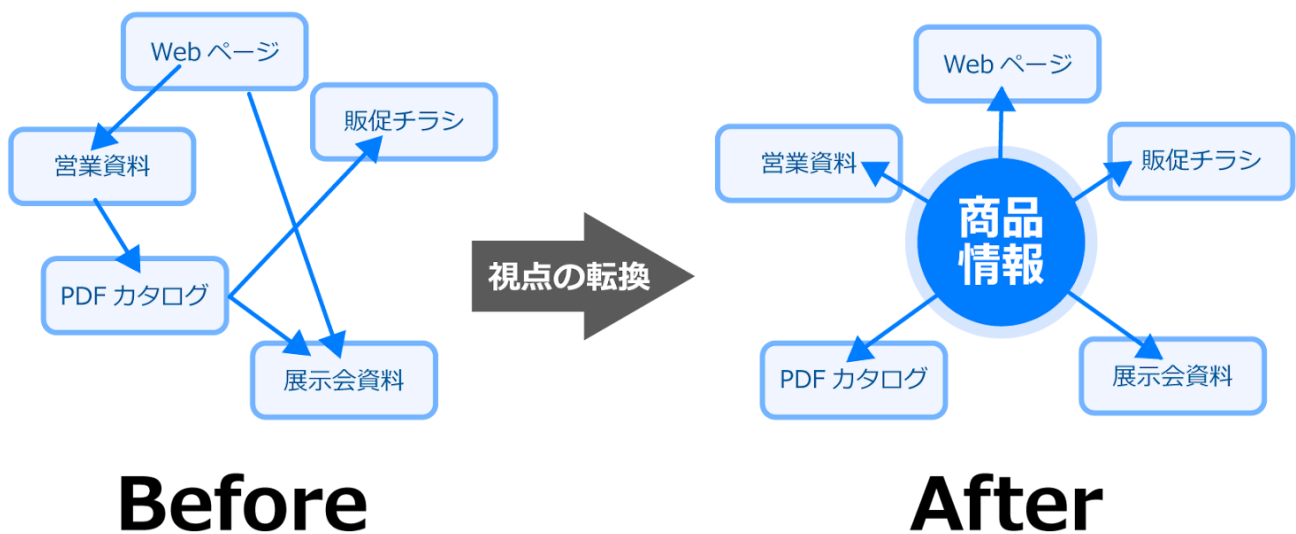 Web ページ
販促チラシ
営業資料
PDF カタログ
展示会資料
Before
視点の転換
Web ページ
営業資料
販促チラシ
商品
情報
PDF カタログ
展示会資料
After